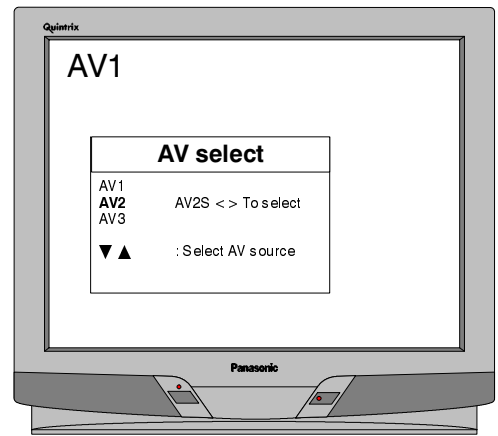 Quintrix
AV1
AV select
AV1
AV2 AV2S < > To select
AV3
▼ ▲ : Select AV source
Panasonic